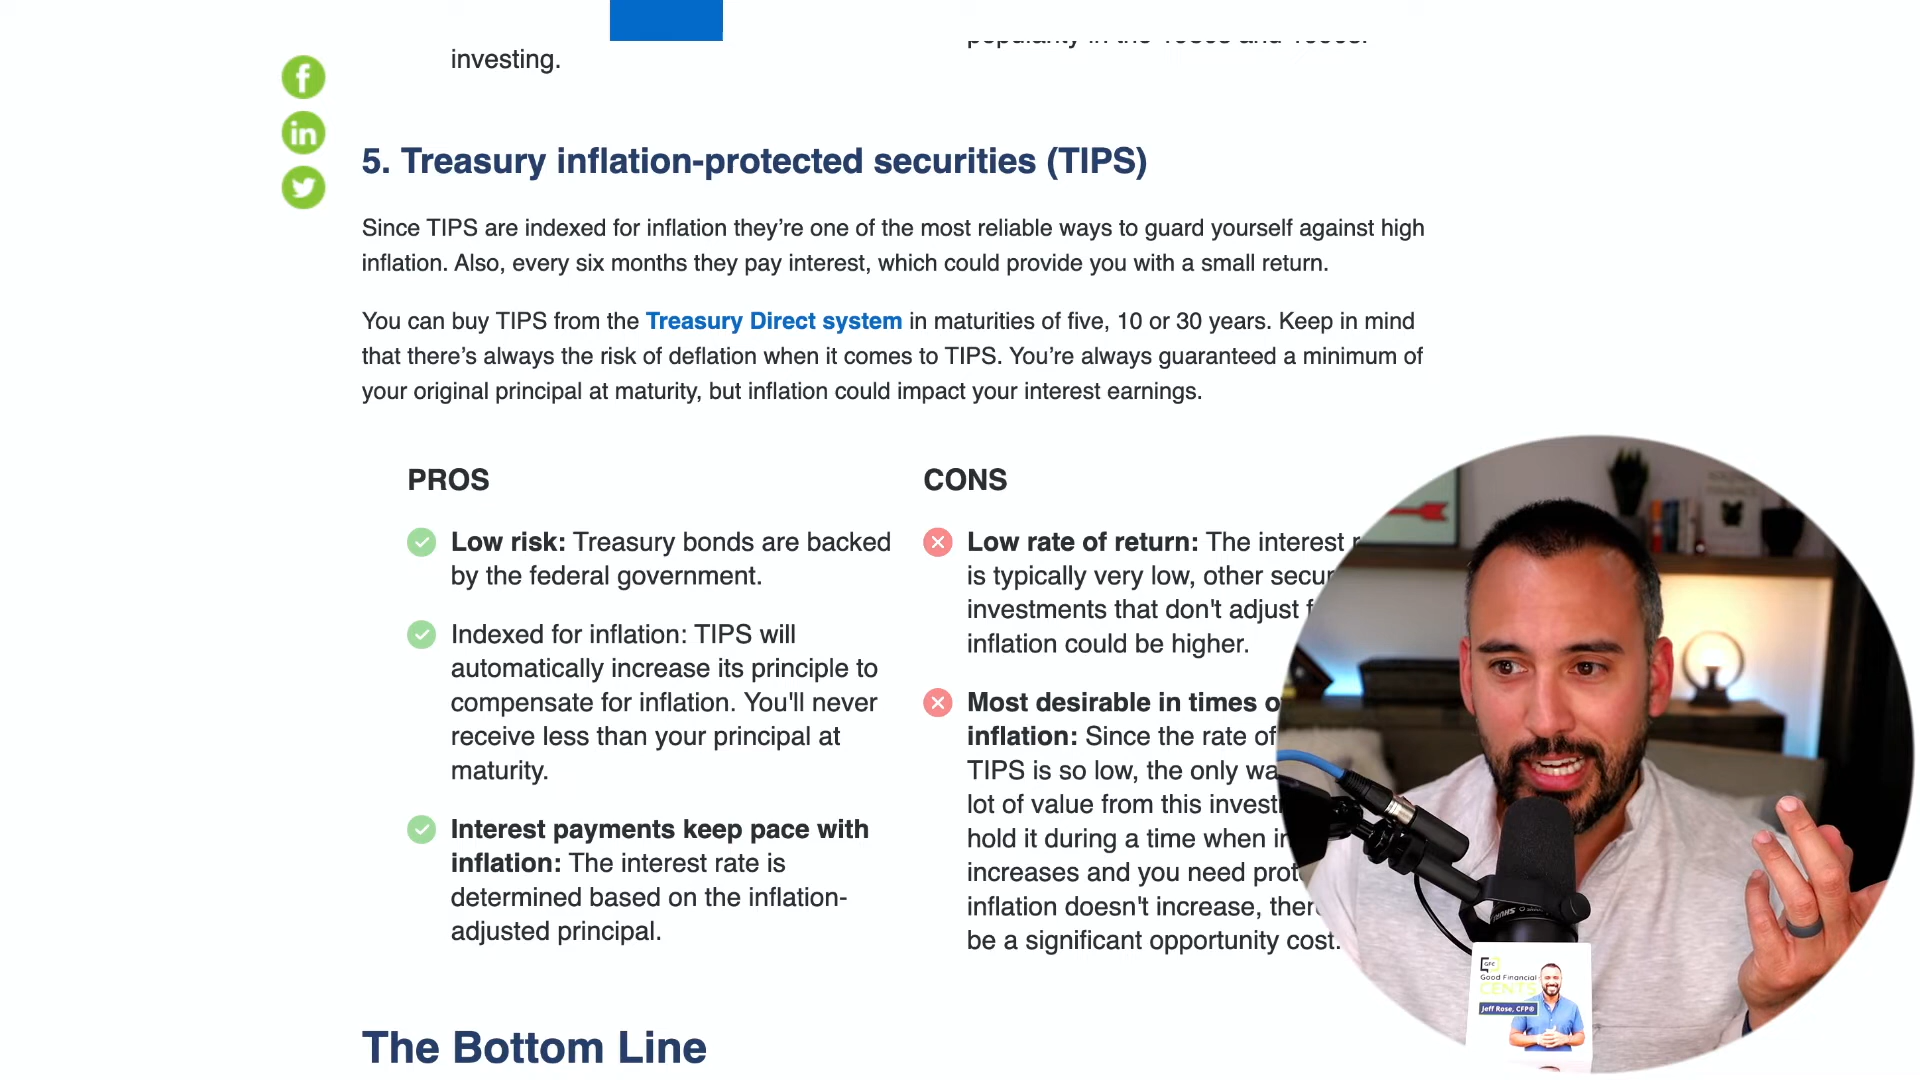 investing.
5. Treasury inflation-protected securities (TIPS)
Since TIPS are indexed for inflation they're one of the most reliable ways to guard yourself against high
inflation. Also, every six months they pay interest, which could provide you with a small return.
You can buy TIPS from the Treasury Direct system in maturities of five, 10 or 30 years. Keep in mind
that there's always the risk of deflation when it comes to TIPS. You're always guaranteed a minimum of
your original principal at maturity, but inflation could impact your interest earnings.
PROS
Low risk: Treasury bonds are backed
by the federal government.
Indexed for inflation: TIPS will
automatically increase its principle to
compensate for inflation. You'll never
receive less than your principal at
maturity.
Interest payments keep pace with
inflation: The interest rate is
determined based on the inflation-
adjusted principal.
CONS
Low rate of return: The interest
is typically very low, other
investments that don't adjust
inflation could be higher.
Most desirable in times
inflation: Since the rate of
TIPS is so low, the only
lot of value from this
hold it during a time when
increases and you need
inflation doesn't increase,
be a significant opportunity cost.
The Bottom Line
GFC
Good Financial
CENTS
Jeff Rose, CFP®
SHURE